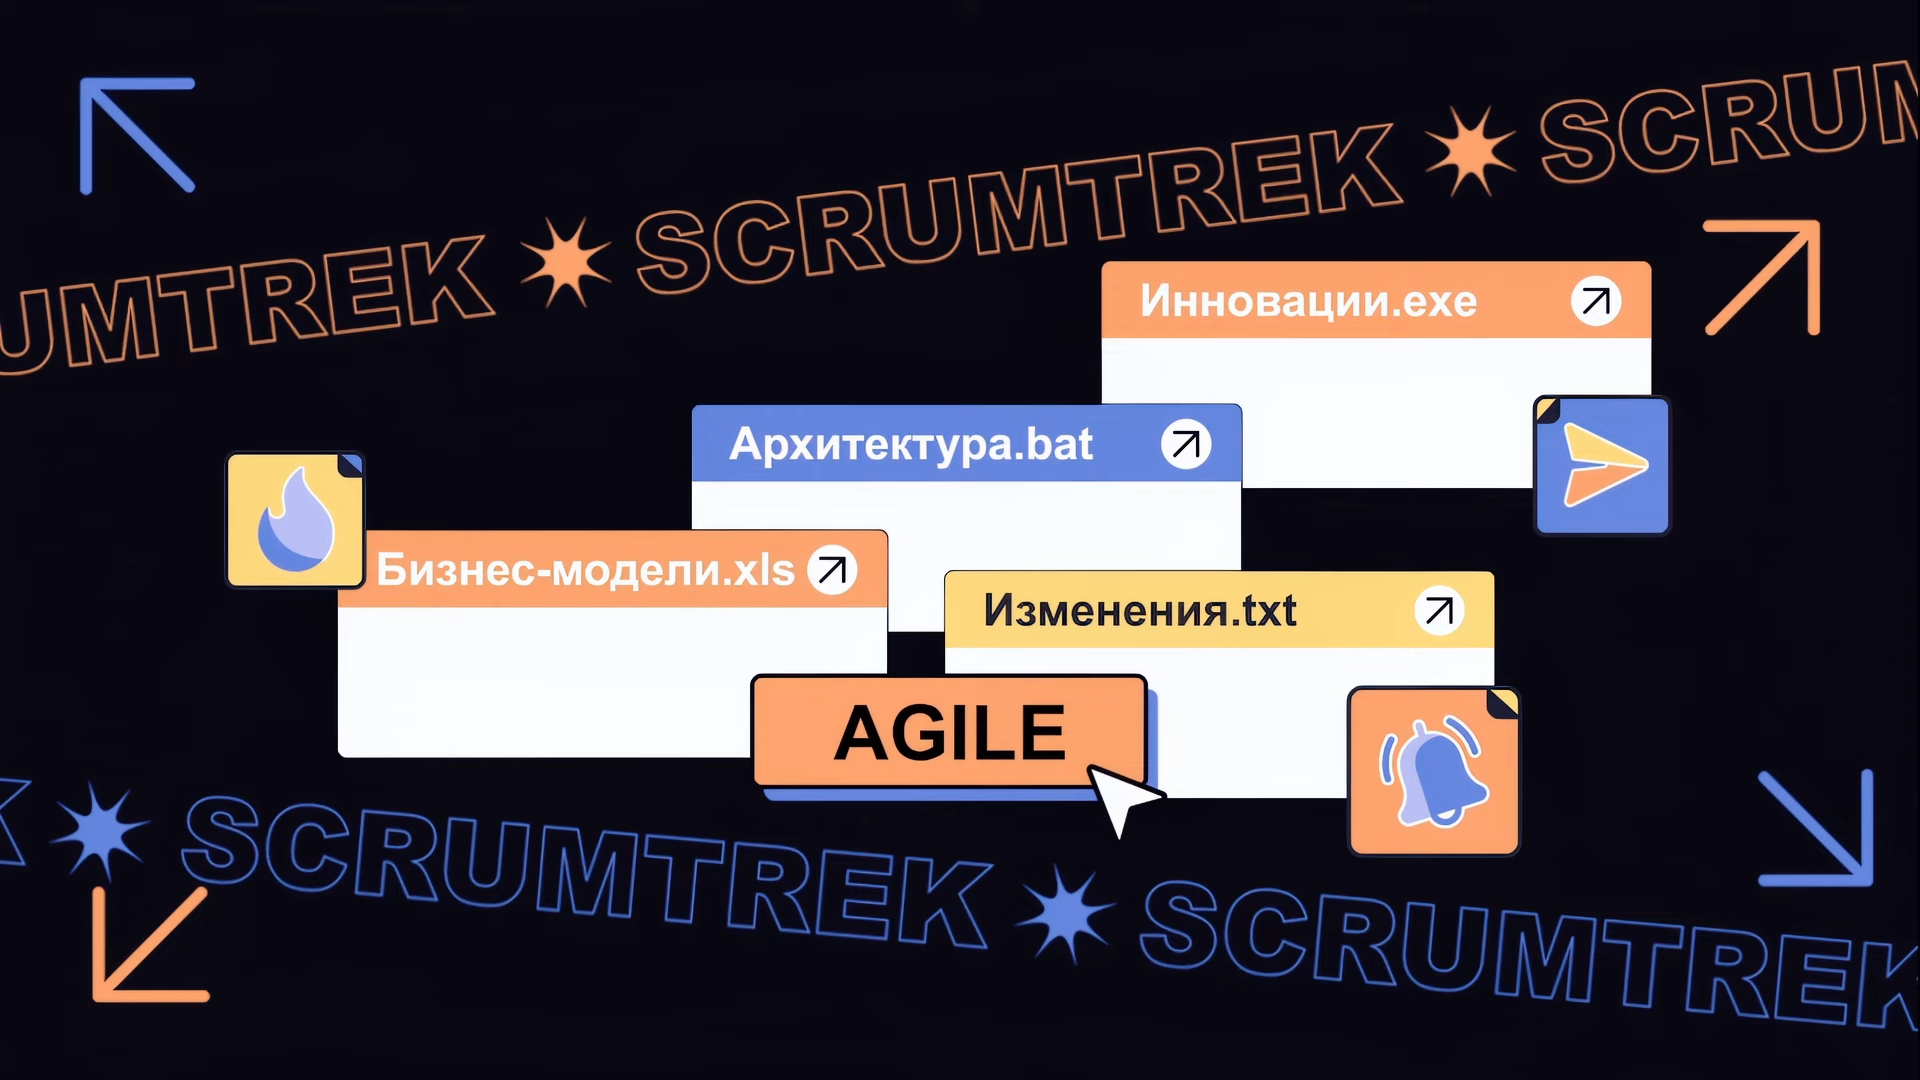 UMTREK SCRUMTREK SCRUM
Инновации.exe
Архитектура.bat
Бизнес-модели.xls
Изменения.txt
AGILE
K SCRUMTREK SCRUMTREK